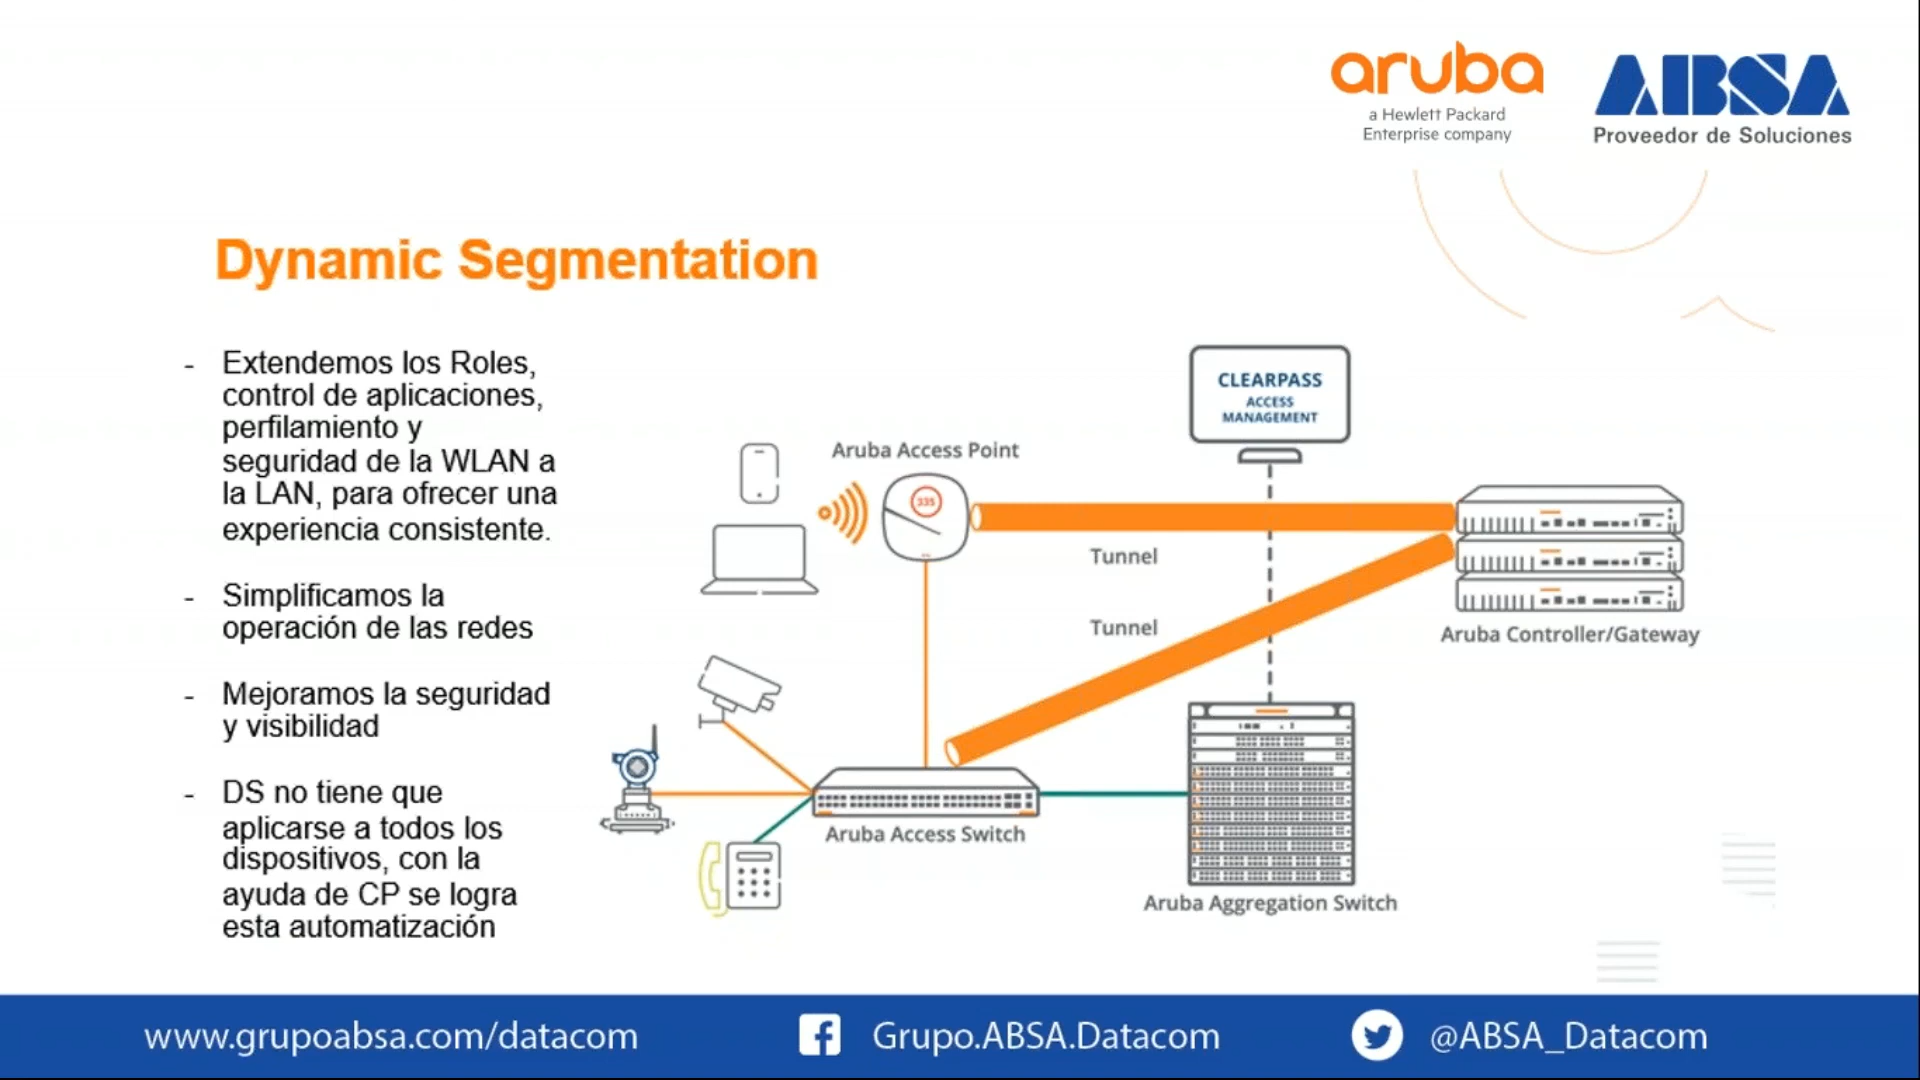 aruba
a Hewlett Packard
Enterprise company
ABSA
Proveedor de Soluciones
Dynamic Segmentation
- Extendemos los Roles,
control de aplicaciones,
perfilamiento y
seguridad de la WLAN a
la LAN, para ofrecer una
experiencia consistente.
- Simplificamos la
operación de las redes
- Mejoramos la seguridad
y visibilidad
- DS no tiene que
aplicarse a todos los
dispositivos, con la
ayuda de CP se logra
esta automatización
CLEARPASS
ACCESS
MANAGEMENT
Aruba Access Point
335
Tunnel
Tunnel
Aruba Controller/Gateway
Aruba Access Switch
Aruba Aggregation Switch
www.grupoabsa.com/datacom
Grupo.ABSA.Datacom
@ABSA_Datacom